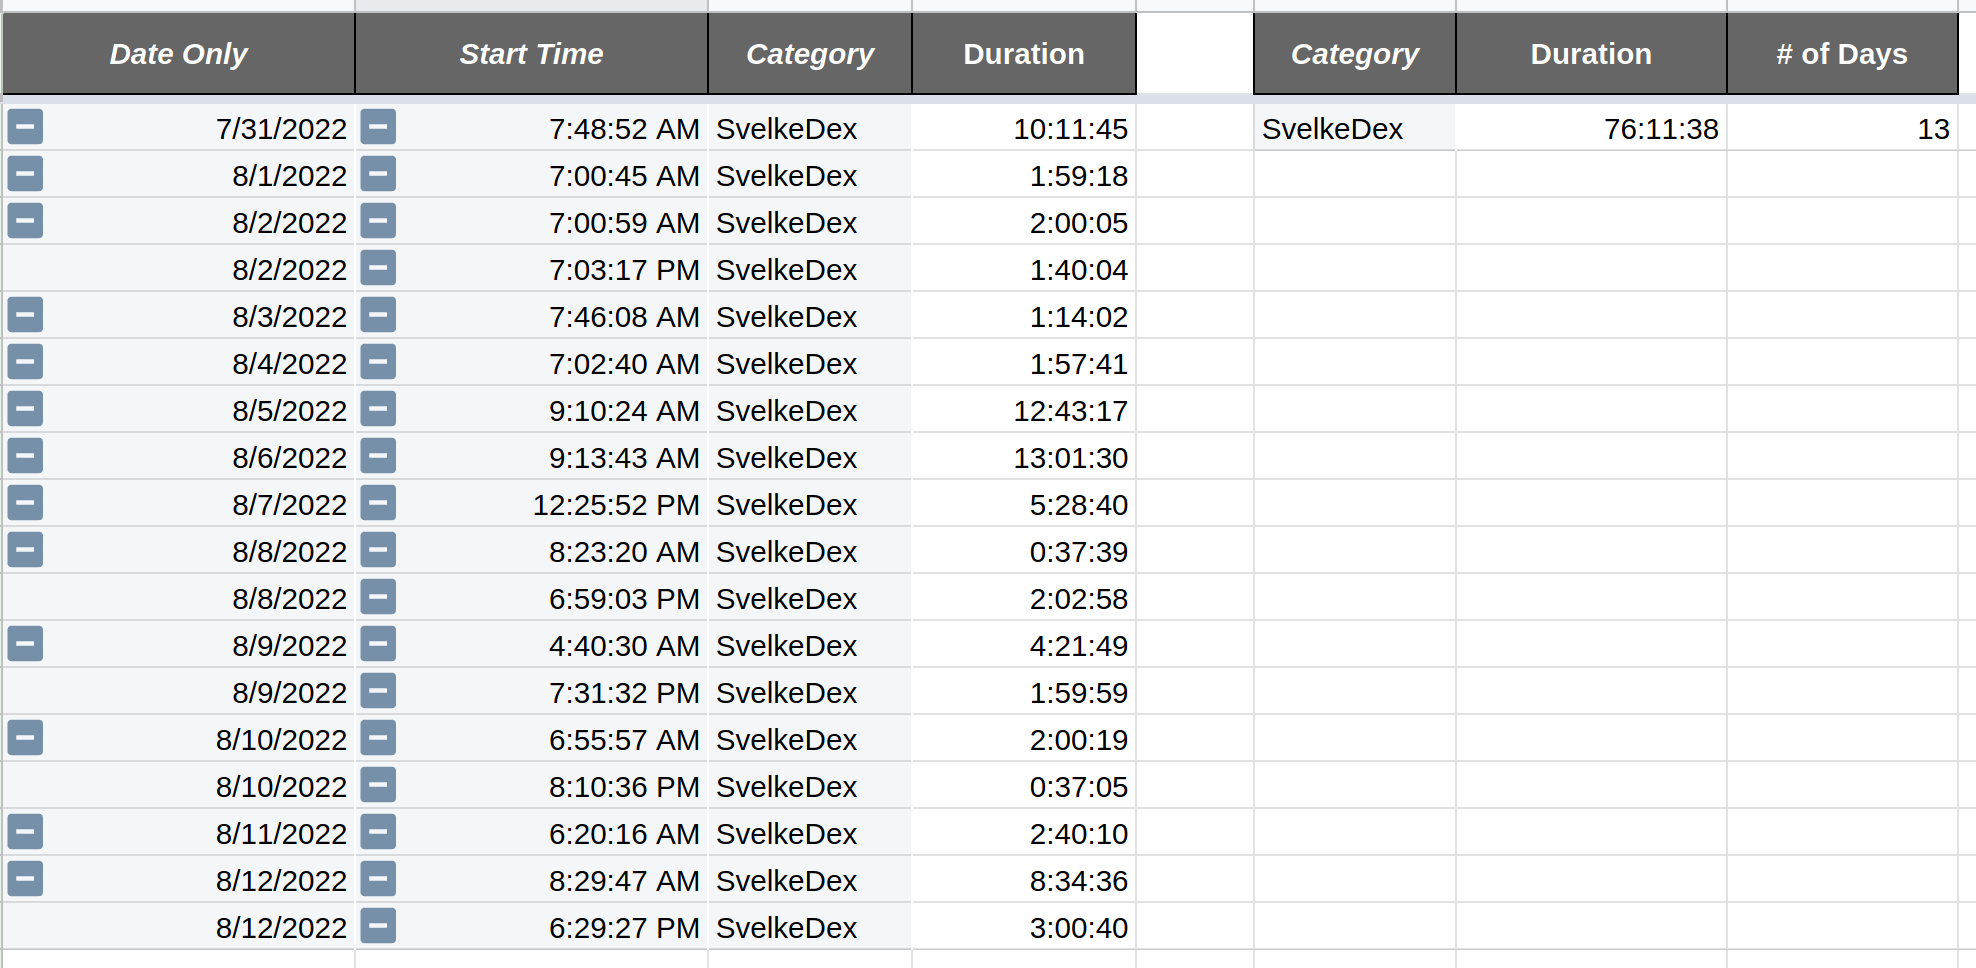 Date Only Start Time Category Duration Category Duration # of Days
7/31/2022 7:48:52 AM SvelkeDex 10:11:45 SvelkeDex 76:11:38 13
8/1/2022 7:00:45 AM SvelkeDex 1:59:18
8/2/2022 7:00:59 AM SvelkeDex 2:00:05
8/2/2022 7:03:17 PM SvelkeDex 1:40:04
8/3/2022 7:46:08 AM SvelkeDex 1:14:02
8/4/2022 7:02:40 AM SvelkeDex 1:57:41
8/5/2022 9:10:24 AM SvelkeDex 12:43:17
8/6/2022 9:13:43 AM SvelkeDex 13:01:30
8/7/2022 12:25:52 PM SvelkeDex 5:28:40
8/8/2022 8:23:20 AM SvelkeDex 0:37:39
8/8/2022 6:59:03 PM SvelkeDex 2:02:58
8/9/2022 4:40:30 AM SvelkeDex 4:21:49
8/9/2022 7:31:32 PM SvelkeDex 1:59:59
8/10/2022 6:55:57 AM SvelkeDex 2:00:19
8/10/2022 8:10:36 PM SvelkeDex 0:37:05
8/11/2022 6:20:16 AM SvelkeDex 2:40:10
8/12/2022 8:29:47 AM SvelkeDex 8:34:36
8/12/2022 6:29:27 PM SvelkeDex 3:00:40